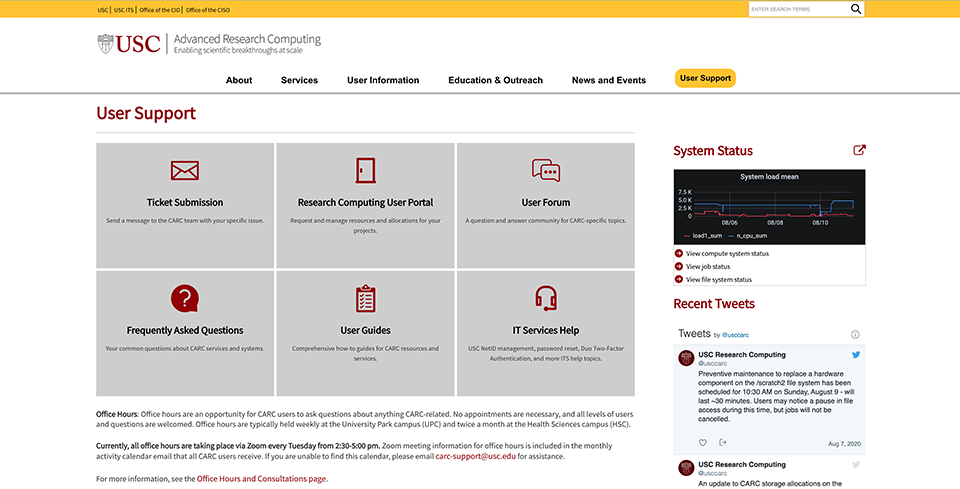 USC | USC ITS | Office of the CIO | Office of the CISO
ENTER SEARCH TERMS
USC Advanced Research Computing
Enabling scientific breakthroughs at scale
About Services User Information Education & Outreach News and Events User Support
User Support
Ticket Submission
Send a message to the CARC team with your specific issue.
Research Computing User Portal
Request and manage resources and allocations for your
projects.
User Forum
A question and answer community for CARC-specific topics.
Frequently Asked Questions
Your common questions about CARC services and systems.
User Guides
Comprehensive how-to guides for CARC resources and
services.
IT Services Help
USC NetID management, password reset, Duo Two-Factor
Authentication, and more ITS help topics.
Office Hours: Office hours are an opportunity for CARC users to ask questions about anything CARC-related. No appointments are necessary, and all levels of users
and questions are welcomed. Office hours are typically held weekly at the University Park campus (UPC) and twice a month at the Health Sciences campus (HSC).
Currently, all office hours are taking place via Zoom every Tuesday from 2:30-5:00 pm. Zoom meeting information for office hours is included in the monthly
activity calendar email that all CARC users receive. If you are unable to find this calendar, please email carc-support@usc.edu for assistance.
For more information, see the Office Hours and Consultations page.
System Status
System load mean
7.5 K
5.0 K
2.5 K
0
08/06 08/08 08/10
load1_sum n_cpu_sum
View compute system status
View job status
View file system status
Recent Tweets
Tweets by @usccarc
USC Research Computing
@usccarc
Preventive maintenance to replace a hardware
component on the /scratch2 file system has been
scheduled for 10:30 AM on Sunday, August 9 - will
last ~30 minutes. Users may notice a pause in file
access during this time, but jobs will not be
cancelled.
Aug 7, 2020
USC Research Computing
@usccarc
An update to CARC storage allocations on the